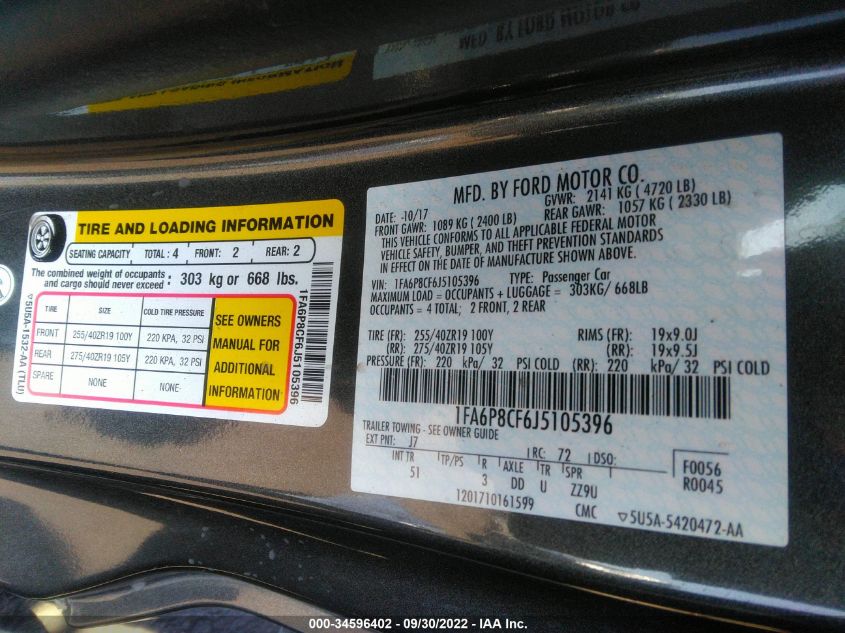 MFD. BY FORD MOTOR CO
TIRE AND LOADING INFORMATION
SEATING CAPACITY TOTAL : 4 FRONT: 2 REAR: 2
The combined weight of occupants and cargo should never exceed : 303 kg or 668 lbs.
TIRE SIZE COLD TIRE PRESSURE
FRONT 255/40ZR19 100Y 220 KPA, 32 PSI
REAR 275/40ZR19 105Y 220 KPA, 32 PSI
SPARE NONE NONE
SEE OWNERS
MANUAL FOR
ADDITIONAL
INFORMATION
5U5A-1532-AA (TLU)
1FA6P8CF6J5105396
MFD. BY FORD MOTOR CO.
DATE: -10/17 GVWR: 2141 KG ( 4720 LB)
FRONT GAWR: 1089 KG ( 2400 LB) REAR GAWR: 1057 KG ( 2330 LB)
THIS VEHICLE CONFORMS TO ALL APPLICABLE FEDERAL MOTOR
VEHICLE SAFETY, BUMPER, AND THEFT PREVENTION STANDARDS
IN EFFECT ON THE DATE OF MANUFACTURE SHOWN ABOVE.
VIN: 1FA6P8CF6J5105396 TYPE: Passenger Car
MAXIMUM LOAD = OCCUPANTS + LUGGAGE = 303KG/ 668LB
OCCUPANTS = 4 TOTAL; 2 FRONT, 2 REAR
TIRE (FR): 255/40ZR19 100Y RIMS (FR): 19x9.0J
(RR): 275/40ZR19 105Y (RR): 19x9.5J
PRESSURE (FR): 220 kPa/ 32 PSI COLD (RR): 220 kPa/ 32 PSI COLD
1FA6P8CF6J5105396
TRAILER TOWING - SEE OWNER GUIDE
EXT PNT: J7 RC: 72 DSO:
INT TR TP/PS R AXLE TR SPR
51 3 DD U ZZ9U
F0056
R0045
1201710161599 CMC 5U5A-5420472-AA
000-34596402 - 09/30/2022 - IAA Inc.